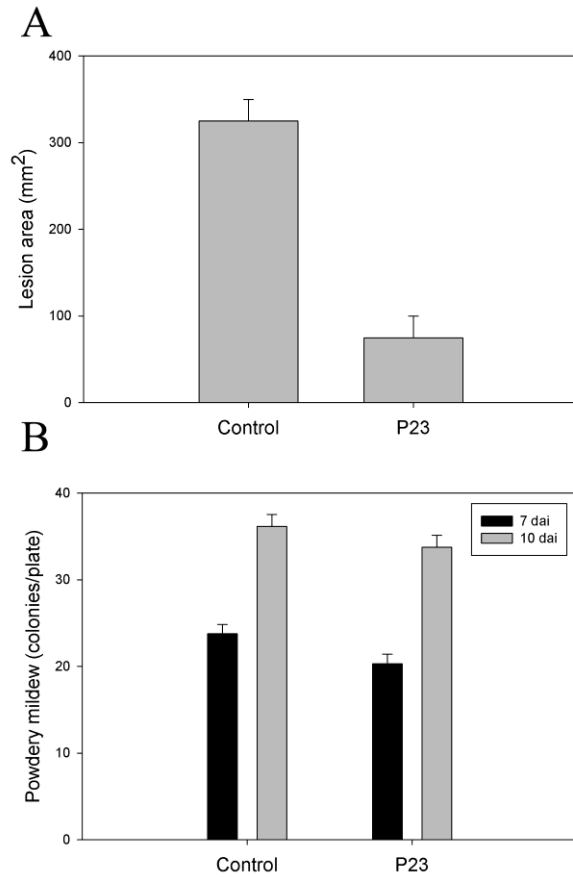 A
400
300
200
100
0
Lesion area (mm²)
Control P23
B
40
30
20
10
0
Powdery mildew (colonies/plate)
7 dai
10 dai
Control P23